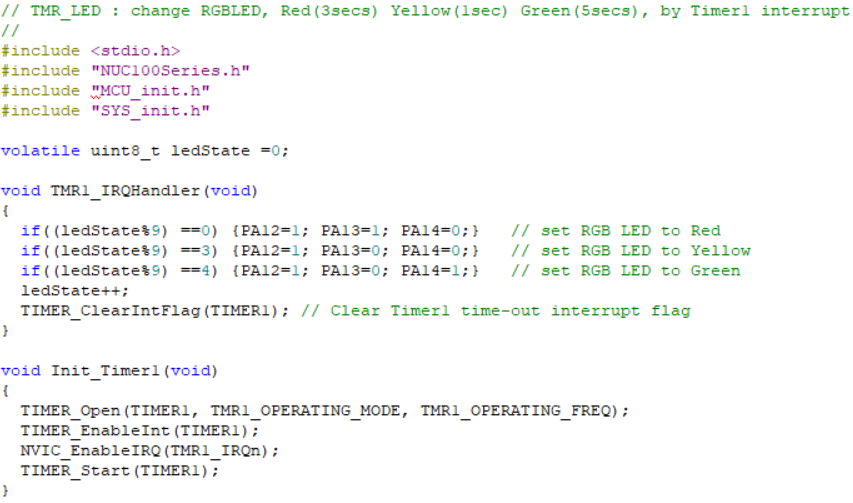 // TMR_LED : change RGBLED, Red(3secs) Yellow(1sec) Green(5secs), by Timer1 interrupt
//
#include <stdio.h>
#include "NUC100Series.h"
#include "MCU_init.h"
#include "SYS_init.h"
volatile uint8_t ledState =0;
void TMR1_IRQHandler(void)
{
  if((ledState%9) ==0) {PA12=1; PA13=1; PA14=0;}   // set RGB LED to Red
  if((ledState%9) ==3) {PA12=1; PA13=0; PA14=0;}   // set RGB LED to Yellow
  if((ledState%9) ==4) {PA12=1; PA13=0; PA14=1;}   // set RGB LED to Green
  ledState++;
  TIMER_ClearIntFlag(TIMER1); // Clear Timer1 time-out interrupt flag
}
void Init_Timer1(void)
{
  TIMER_Open(TIMER1, TMR1_OPERATING_MODE, TMR1_OPERATING_FREQ);
  TIMER_EnableInt(TIMER1);
  NVIC_EnableIRQ(TMR1_IRQn);
  TIMER_Start(TIMER1);
}